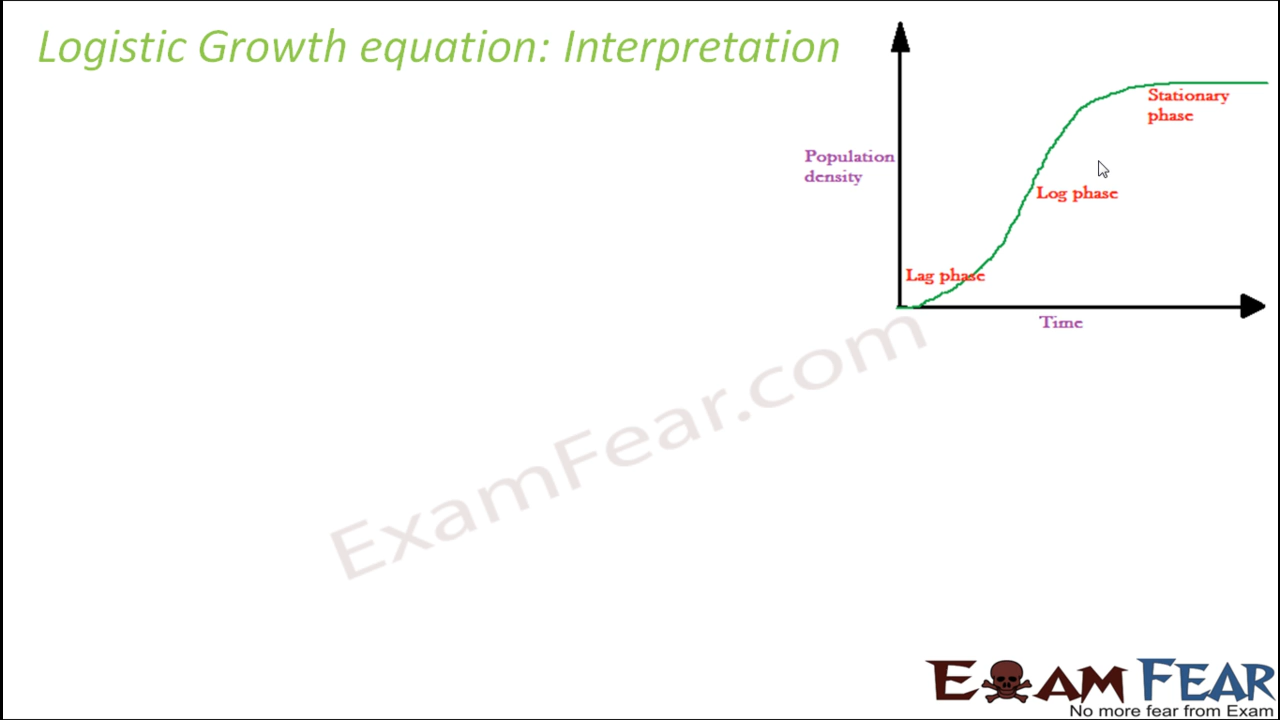 Logistic Growth equation: Interpretation
Stationary
phase
Population
density
Log phase
Lag phase
Time
ExamFear.com
EXAM FEAR
No more fear from Exam